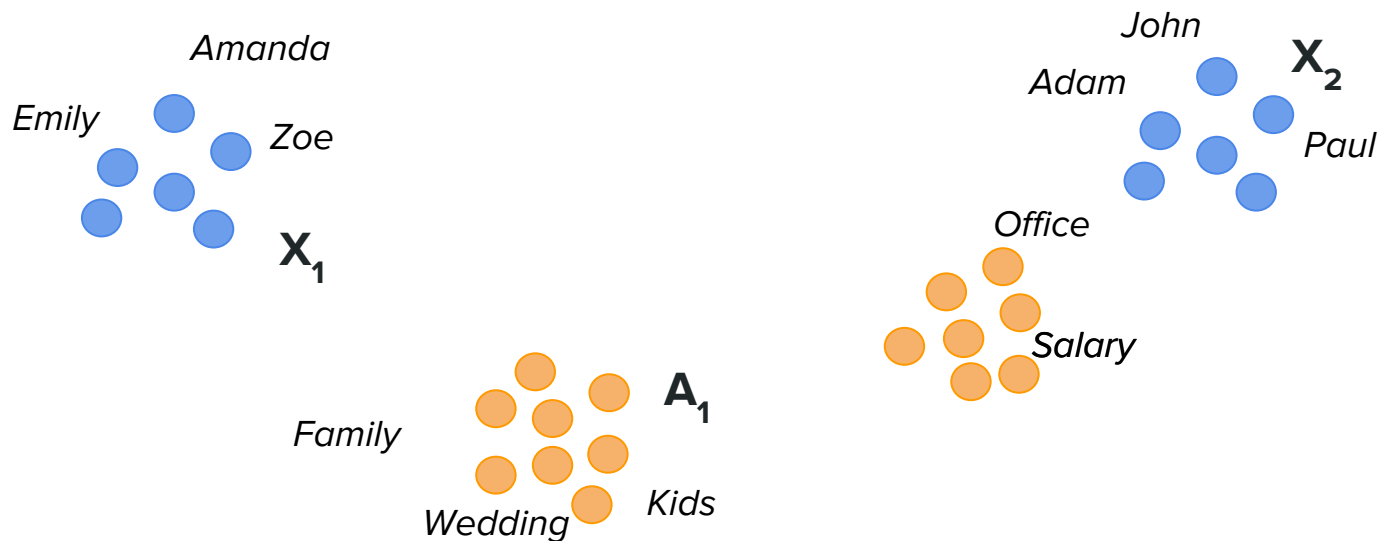 John
Amanda
X₂
Adam
Emily
Zoe
Paul
Office
X₁
Salary
A₁
Family
Kids
Wedding